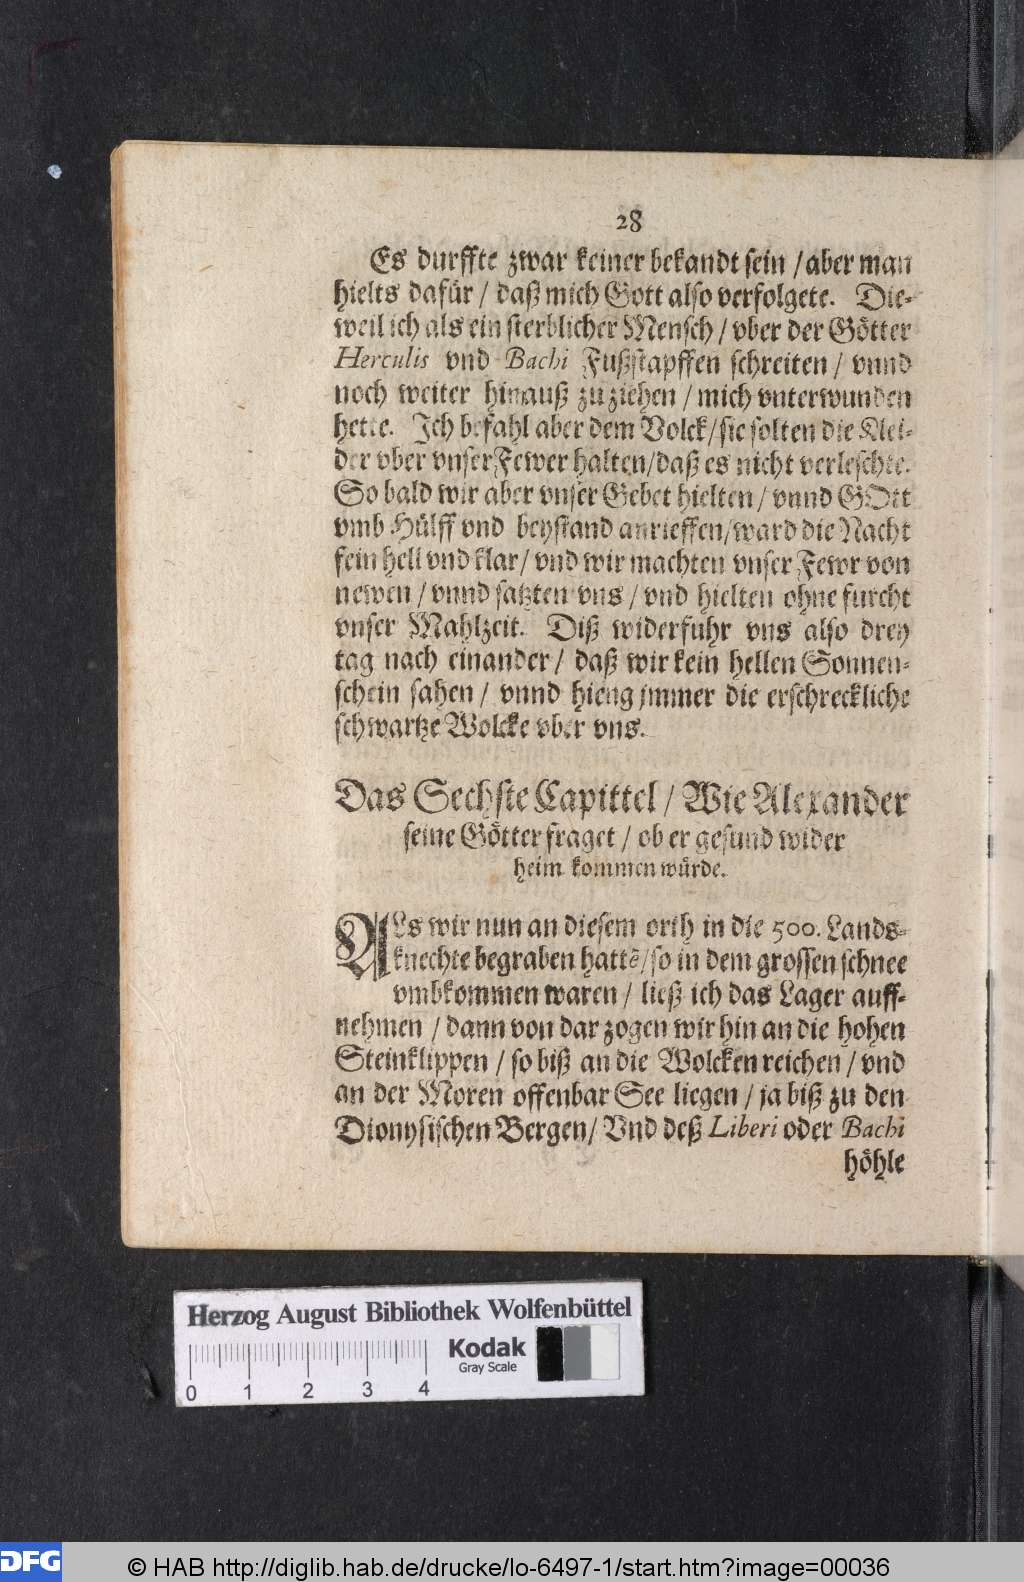 28
Es durffte zwar keiner bekandt sein / aber man
hielts dafür / daß mich Gott also verfolgete. Die-
weil ich als ein sterblicher Mensch / vber der Götter
Herculis vnd Bachi Fußstapffen schreiten / vnnd
noch weiter hinauß zu ziehen / mich vnterwunden
hette. Ich befahl aber dem Volck / sie solten die Klei-
der vber vnser Fewer halten / daß es nicht verleschte.
So bald wir aber vnser Gebet hielten / vnnd GOtt
vmb Hülff vnd beystand anrieffen / ward die Nacht
fein hell vnd klar / vnd wir machten vnser Fewr von
newen / vnnd satzten vns / vnd hielten ohne furcht
vnser Mahlzeit. Diß widerfuhr vns also drey
tag nach einander / daß wir kein hellen Sonnen-
schein sahen / vnnd hieng jmmer die erschreckliche
schwartze Wolcke vber vns.
Das Sechste Capittel / Wie Alexander
seine Götter fraget / ob er gesund wider
heim kommen würde.
ALs wir nun an diesem orth in die 500. Lands-
knechte begraben hattẽ / so in dem grossen schnee
vmbkommen waren / ließ ich das Lager auff-
nehmen / dann von dar zogen wir hin an die hohen
Steinklippen / so biß an die Wolcken reichen / vnd
an der Moren offenbar See liegen / ja biß zu den
Dionysischen Bergen / Vnd deß Liberi oder Bachi
höhle
Herzog August Bibliothek Wolfenbüttel
Kodak
Gray Scale
0 1 2 3 4
DFG © HAB http://diglib.hab.de/drucke/lo-6497-1/start.htm?image=00036